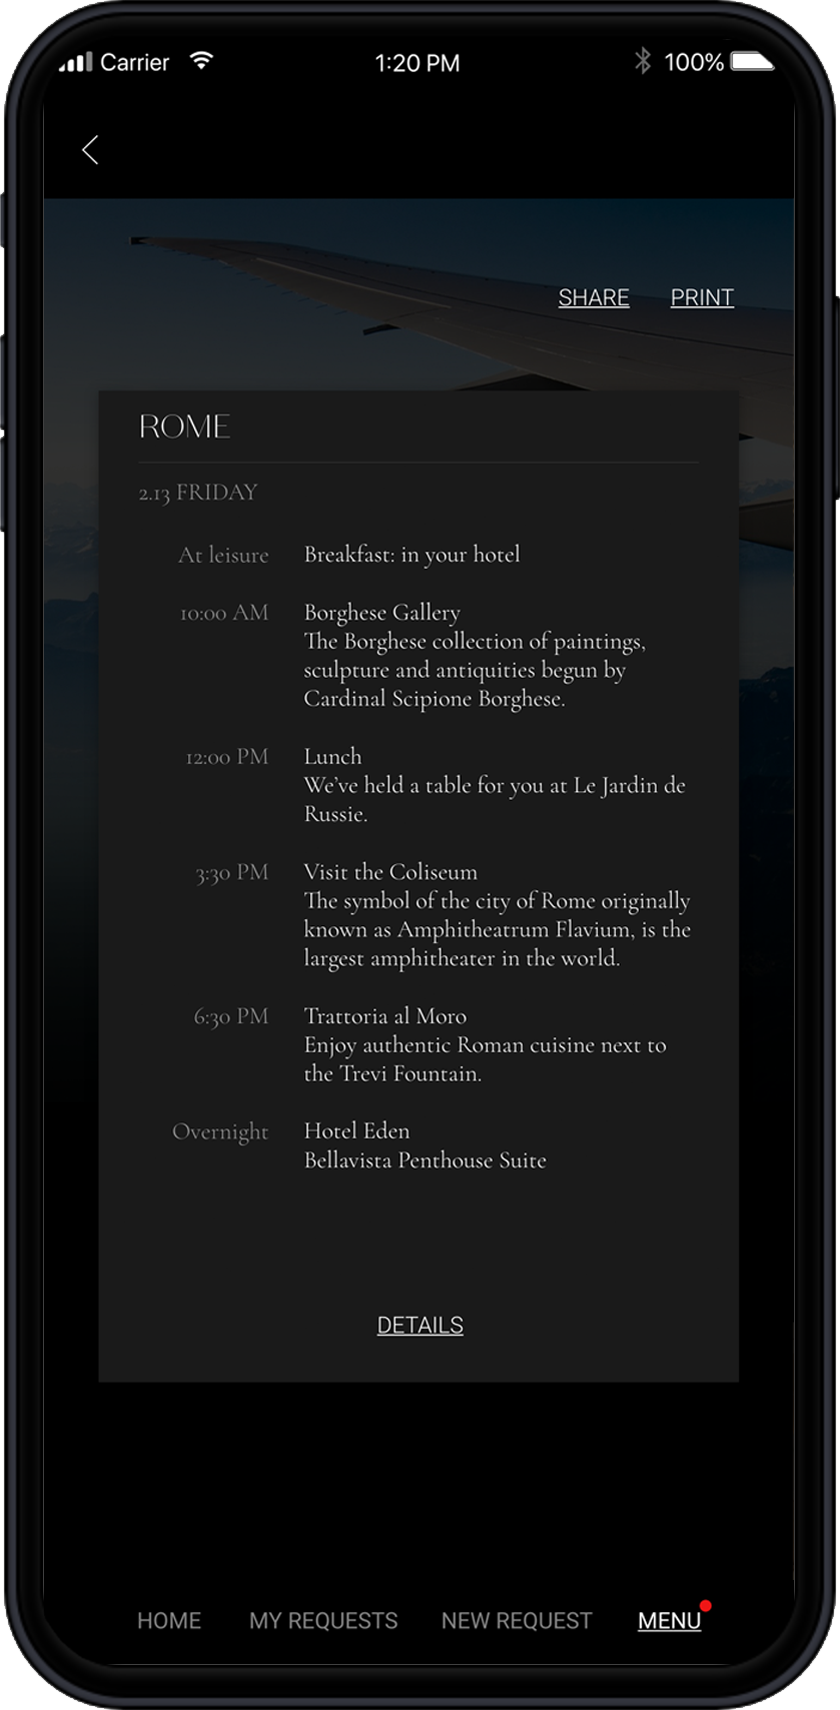 Carrier 1:20 PM 100%
SHARE PRINT
ROME
2.13 FRIDAY
At leisure Breakfast: in your hotel
10:00 AM Borghese Gallery
The Borghese collection of paintings,
sculpture and antiquities begun by
Cardinal Scipione Borghese.
12:00 PM Lunch
We've held a table for you at Le Jardin de
Russie.
3:30 PM Visit the Coliseum
The symbol of the city of Rome originally
known as Amphitheatrum Flavium, is the
largest amphitheater in the world.
6:30 PM Trattoria al Moro
Enjoy authentic Roman cuisine next to
the Trevi Fountain.
Overnight Hotel Eden
Bellavista Penthouse Suite
DETAILS
HOME MY REQUESTS NEW REQUEST MENU